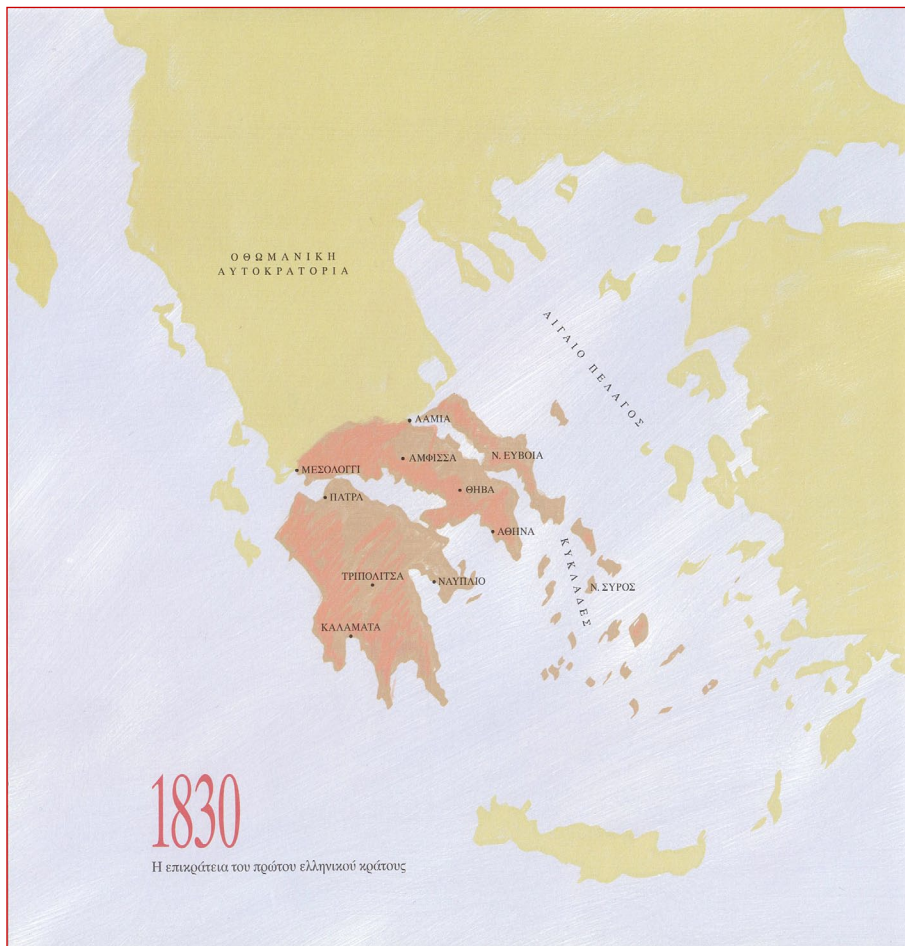 ΟΘΩΜΑΝΙΚΗ
ΑΥΤΟΚΡΑΤΟΡΙΑ
ΑΙΓΑΙΟ ΠΕΛΑΓΟΣ
ΛΑΜΙΑ
Ν. ΕΥΒΟΙΑ
ΑΜΦΙΣΣΑ
ΜΕΣΟΛΟΓΓΙ
ΘΗΒΑ
ΠΑΤΡΑ
ΑΘΗΝΑ
ΚΥΚΛΑΔΕΣ
ΤΡΙΠΟΛΙΤΣΑ
ΝΑΥΠΛΙΟ
Ν. ΣΥΡΟΣ
ΚΑΛΑΜΑΤΑ
1830
Η επικράτεια του πρώτου ελληνικού κράτους